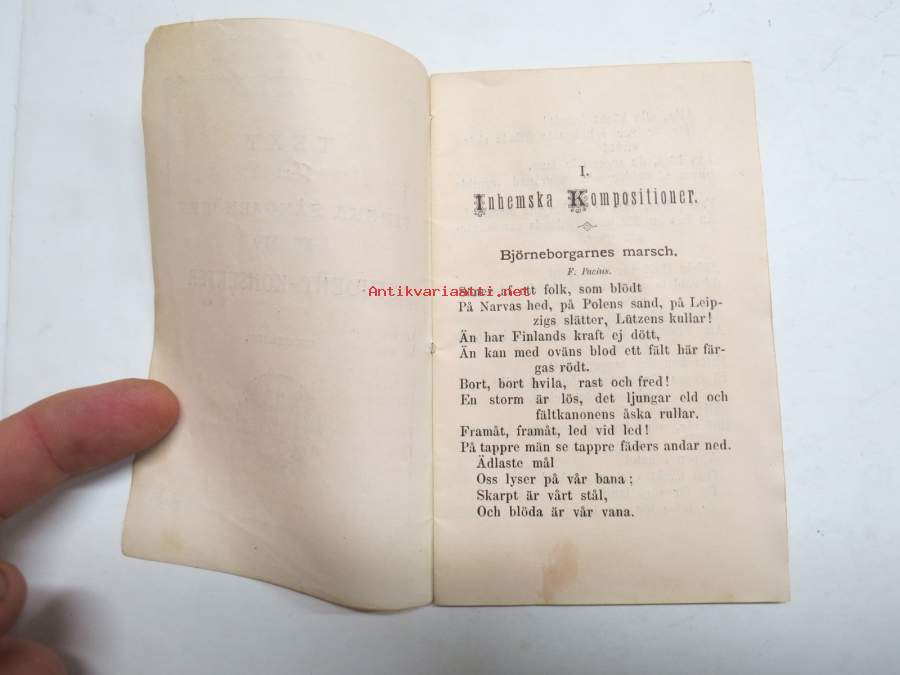 I.
Inhemska Kompositioner.
Björneborgarnes marsch.
F. Pacius.
Antikvariaatti.net
ett folk, som blödt
På Narvas hed, på Polens sand, på Leip-
zigs slätter, Lützens kullar!
Än har Finlands kraft ej dött,
Än kan med oväns blod ett fält här fär-
gas rödt.
Bort, bort hvila, rast och fred!
En storm är lös, det ljungar eld och
fältkanonens åska rullar.
Framåt, framåt, led vid led!
På tappre män se tappre fäders andar ned.
Ädlaste mål
Oss lyser på vår bana;
Skarpt är vårt stål,
Och blöda är vår vana.